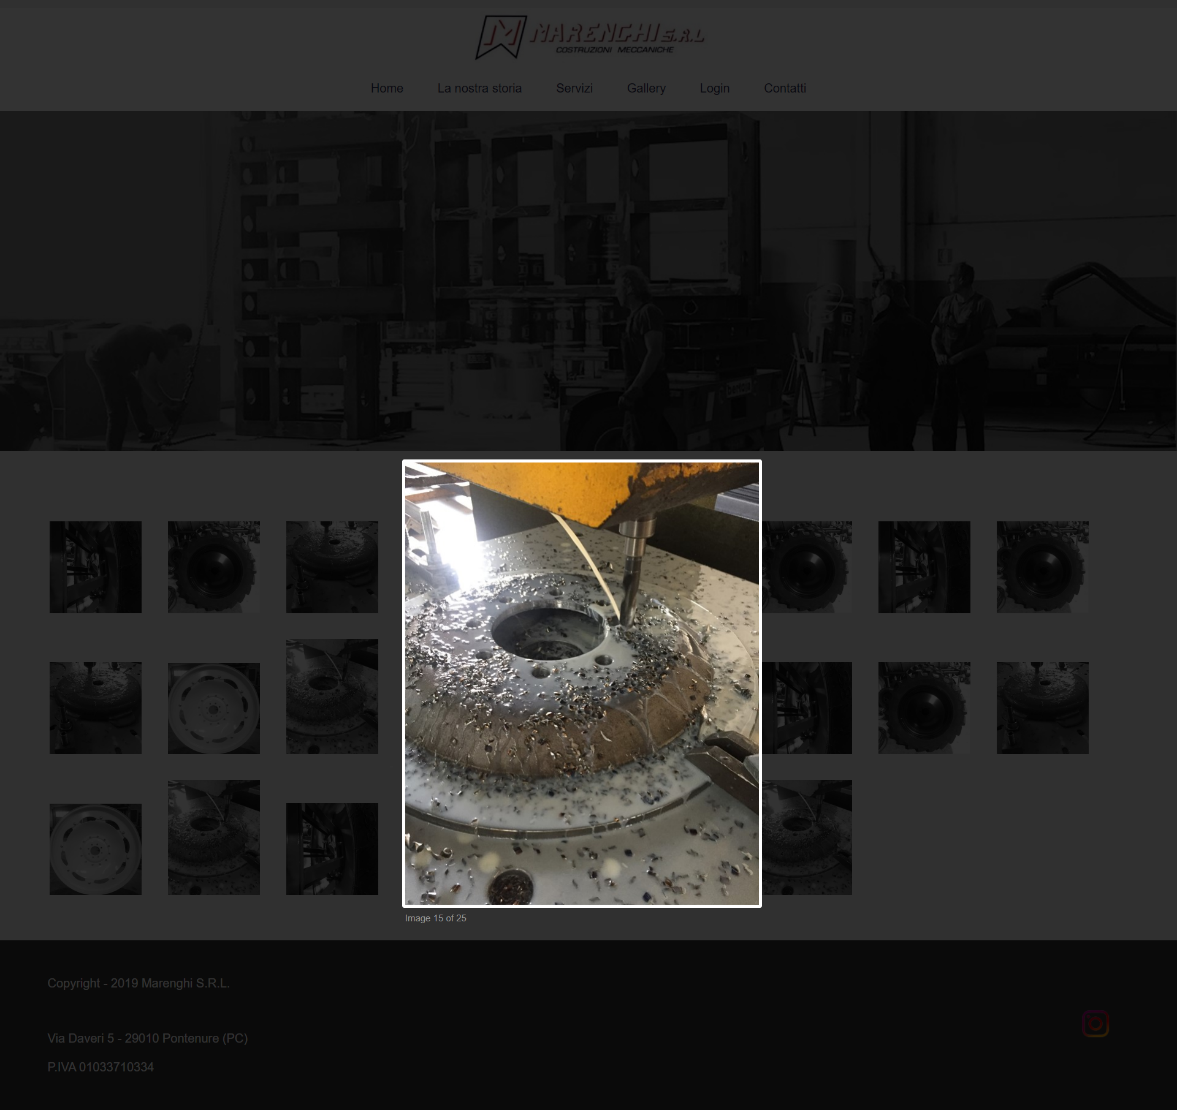 MARENGHI S.R.L
COSTRUZIONI MECCANICHE
Home La nostra storia Servizi Gallery Login Contatti
Image 15 of 25
Copyright - 2019 Marenghi S.R.L.
Via Daveri 5 - 29010 Pontenure (PC)
P.IVA 01033710334